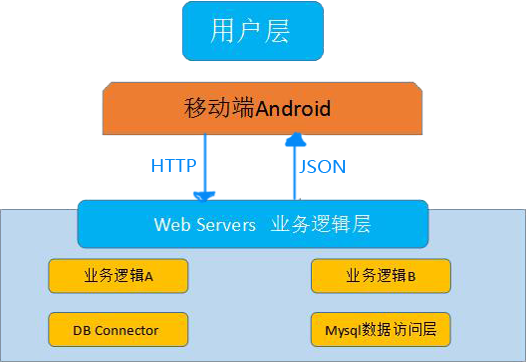 用户层
移动端Android
HTTP
JSON
Web Servers 业务逻辑层
业务逻辑A
业务逻辑B
DB Connector
Mysql数据访问层